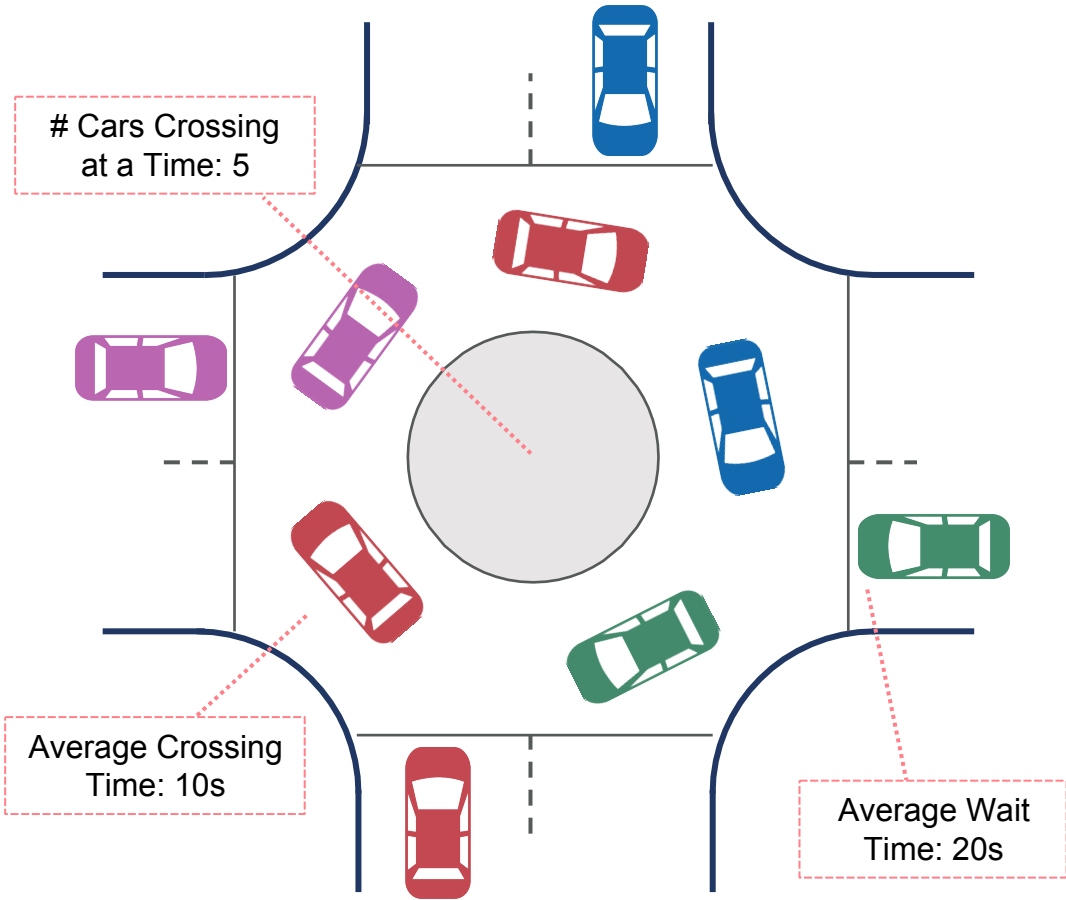 # Cars Crossing
at a Time: 5
Average Crossing
Time: 10s
Average Wait
Time: 20s